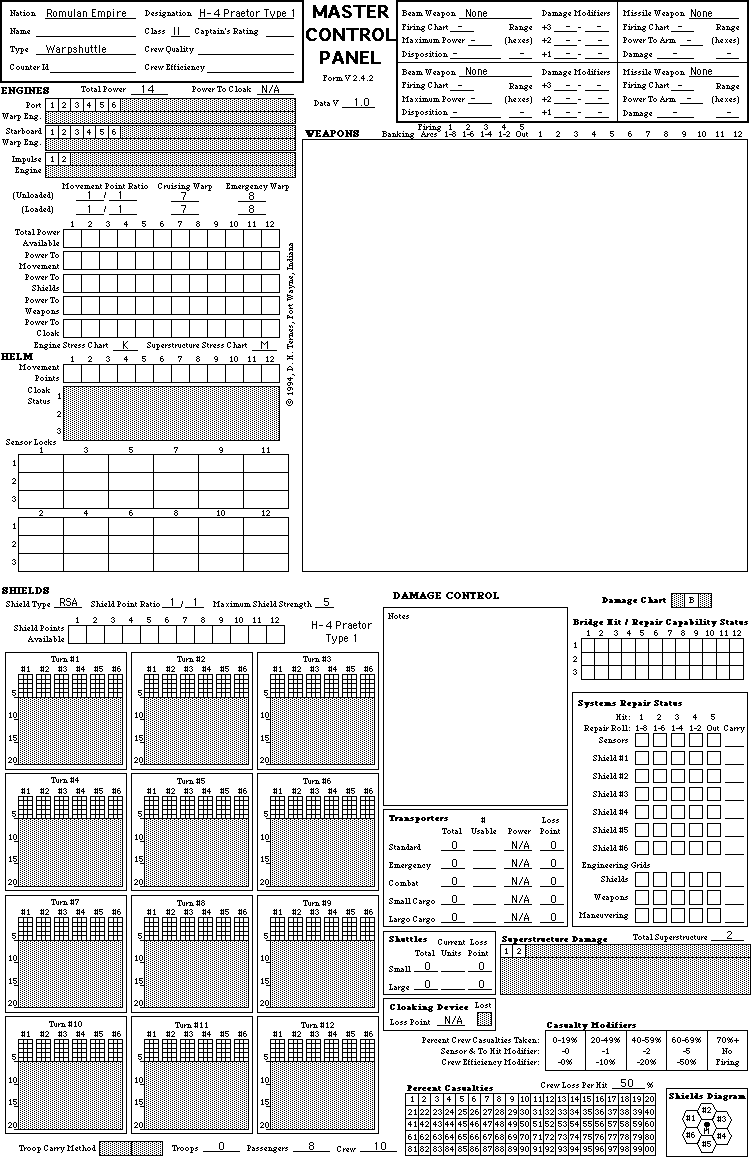 Nation Romulan Empire Designation H-4 Praetor Type 1
Name Class II Captain's Rating
Type Warpshuttle Crew Quality
Counter Id Crew Efficiency
MASTER CONTROL PANEL
Form V 2.4.2
Data V 1.0
Beam Weapon None Damage Modifiers Missile Weapon None
Firing Chart - Range +3 - - - Firing Chart - Range
Maximum Power - (hexes) +2 - - - Power To Arm - (hexes)
Disposition - - +1 - - - Damage - -
Beam Weapon None Damage Modifiers Missile Weapon None
Firing Chart - Range +3 - - - Firing Chart - Range
Maximum Power - (hexes) +2 - - - Power To Arm - (hexes)
Disposition - - +1 - - - Damage - -
ENGINES Total Power 14 Power To Cloak N/A
Port Warp Eng. 1 2 3 4 5 6
Starboard Warp Eng. 1 2 3 4 5 6
Impulse Engine 1 2
Movement Point Ratio Cruising Warp Emergency Warp
(Unloaded) 1 / 1 7 8
(Loaded) 1 / 1 7 8
1 2 3 4 5 6 7 8 9 10 11 12
Total Power Available
Power To Movement
Power To Shields
Power To Weapons
Power To Cloak
Engine Stress Chart K Superstructure Stress Chart M
© 1994, D. H. Ternes, Fort Wayne, Indiana
HELM
1 2 3 4 5 6 7 8 9 10 11 12
Movement Points
Cloak Status 1 2 3
Sensor Locks
1 3 5 7 9 11
1
2
3
2 4 6 8 10 12
1
2
3
WEAPONS Banking Firing Arcs 1 1-8 2 1-6 3 1-4 4 1-2 5 Out 1 2 3 4 5 6 7 8 9 10 11 12
SHIELDS
Shield Type RSA Shield Point Ratio 1 / 1 Maximum Shield Strength 5
Shield Points Available 1 2 3 4 5 6 7 8 9 10 11 12
H-4 Praetor Type 1
Turn #1 Turn #2 Turn #3
#1 #2 #3 #4 #5 #6 #1 #2 #3 #4 #5 #6 #1 #2 #3 #4 #5 #6
5 5 5
10 10 10
15 15 15
20 20 20
Turn #4 Turn #5 Turn #6
#1 #2 #3 #4 #5 #6 #1 #2 #3 #4 #5 #6 #1 #2 #3 #4 #5 #6
5 5 5
10 10 10
15 15 15
20 20 20
Turn #7 Turn #8 Turn #9
#1 #2 #3 #4 #5 #6 #1 #2 #3 #4 #5 #6 #1 #2 #3 #4 #5 #6
5 5 5
10 10 10
15 15 15
20 20 20
Turn #10 Turn #11 Turn #12
#1 #2 #3 #4 #5 #6 #1 #2 #3 #4 #5 #6 #1 #2 #3 #4 #5 #6
5 5 5
10 10 10
15 15 15
20 20 20
Troop Carry Method Troops 0 Passengers 8 Crew 10
DAMAGE CONTROL
Notes
Damage Chart B
Bridge Hit / Repair Capability Status
1 2 3 4 5 6 7 8 9 10 11 12
1
2
3
Systems Repair Status
Hit: 1 2 3 4 5
Repair Roll: 1-8 1-6 1-4 1-2 Out Carry
Sensors
Shield #1
Shield #2
Shield #3
Shield #4
Shield #5
Shield #6
Engineering Grids
Shields
Weapons
Maneuvering
Transporters # Loss
Total Usable Power Point
Standard 0 N/A 0
Emergency 0 N/A 0
Combat 0 N/A 0
Small Cargo 0 N/A 0
Large Cargo 0 N/A 0
Shuttles Current Loss
Total Units Point
Small 0 0
Large 0 0
Superstructure Damage Total Superstructure 2
1 2
Cloaking Device Lost
Loss Point N/A
Casualty Modifiers
Percent Crew Casualties Taken: 0-19% 20-49% 40-59% 60-69% 70%+
Sensor & To Hit Modifier: -0 -1 -2 -5 No
Crew Efficiency Modifier: -0% -10% -20% -50% Firing
Percent Casualties Crew Loss Per Hit 50 %
1 2 3 4 5 6 7 8 9 10 11 12 13 14 15 16 17 18 19 20
21 22 23 24 25 26 27 28 29 30 31 32 33 34 35 36 37 38 39 40
41 42 43 44 45 46 47 48 49 50 51 52 53 54 55 56 57 58 59 60
61 62 63 64 65 66 67 68 69 70 71 72 73 74 75 76 77 78 79 80
81 82 83 84 85 86 87 88 89 90 91 92 93 94 95 96 97 98 99 00
Shields Diagram
#2
#1 #3
#6 #4
#5